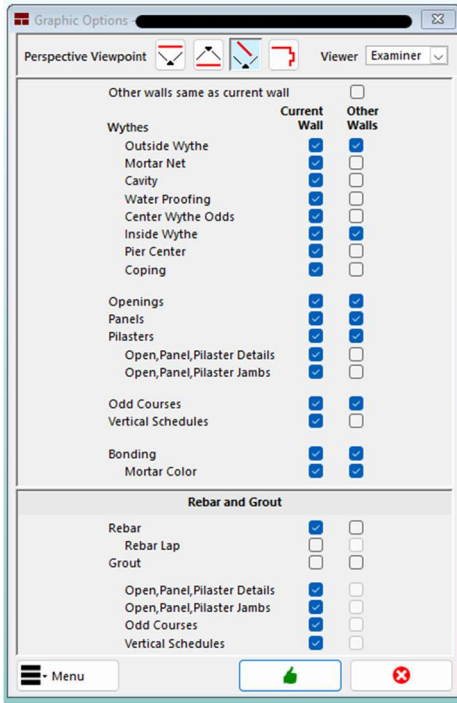 Graphic Options -
Perspective Viewpoint Viewer Examiner
Other walls same as current wall
Current Other
Wythes Wall Walls
Outside Wythe
Mortar Net
Cavity
Water Proofing
Center Wythe Odds
Inside Wythe
Pier Center
Coping
Openings
Panels
Pilasters
Open,Panel,Pilaster Details
Open,Panel,Pilaster Jambs
Odd Courses
Vertical Schedules
Bonding
Mortar Color
Rebar and Grout
Rebar
Rebar Lap
Grout
Open,Panel,Pilaster Details
Open,Panel,Pilaster Jambs
Odd Courses
Vertical Schedules
Menu